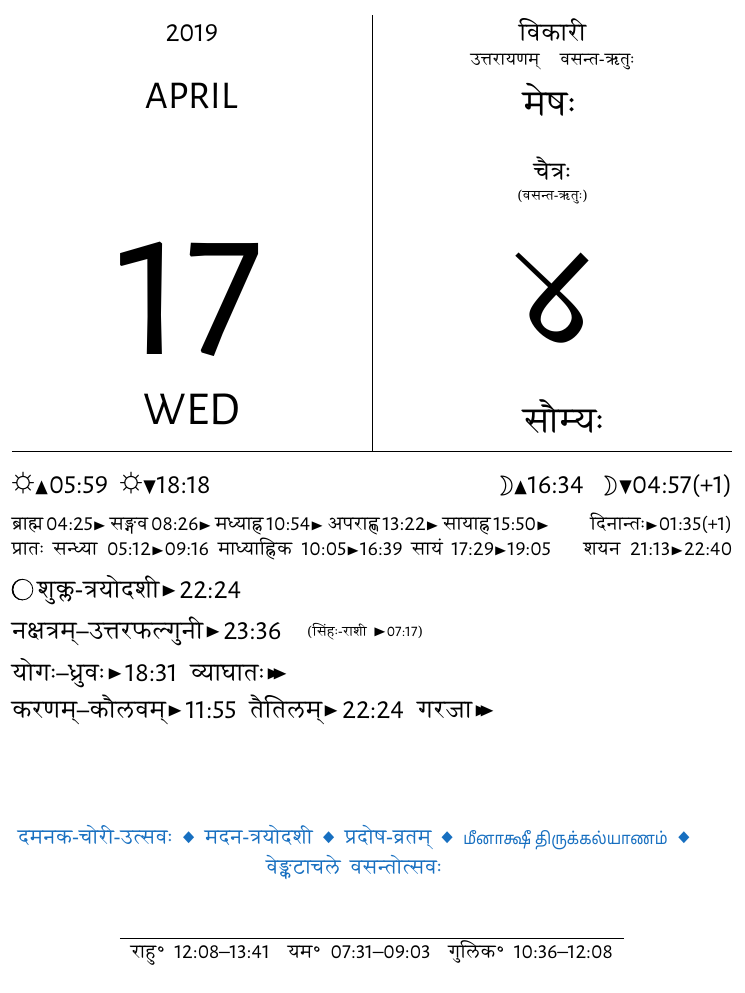 2019
APRIL
17
WED
विकारी
उत्तरायणम् वसन्त-ऋतुः
मेषः
चैत्रः
(वसन्त-ऋतुः)
४
सौम्यः
☼▲05:59 ☼▼18:18 ☽▲16:34 ☽▼04:57(+1)
ब्राह्म 04:25► सङ्गव 08:26► मध्याह्न 10:54► अपराह्ण 13:22► सायाह्न 15:50► दिनान्तः►01:35(+1)
प्रातः सन्ध्या 05:12►09:16 माध्याह्निक 10:05►16:39 सायं 17:29►19:05 शयन 21:13►22:40
◯ शुक्ल-त्रयोदशी►22:24
नक्षत्रम्–उत्तरफल्गुनी►23:36 (सिंहः-राशी ►07:17)
योगः–ध्रुवः►18:31 व्याघातः►►
करणम्–कौलवम्►11:55 तैतिलम्►22:24 गरजा►►
दमनक-चोरी-उत्सवः ◆ मदन-त्रयोदशी ◆ प्रदोष-व्रतम् ◆ மீனாக்ஷீ திருக்கல்யாணம் ◆
वेङ्कटाचले वसन्तोत्सवः
राहु॰ 12:08–13:41 यम॰ 07:31–09:03 गुलिक॰ 10:36–12:08